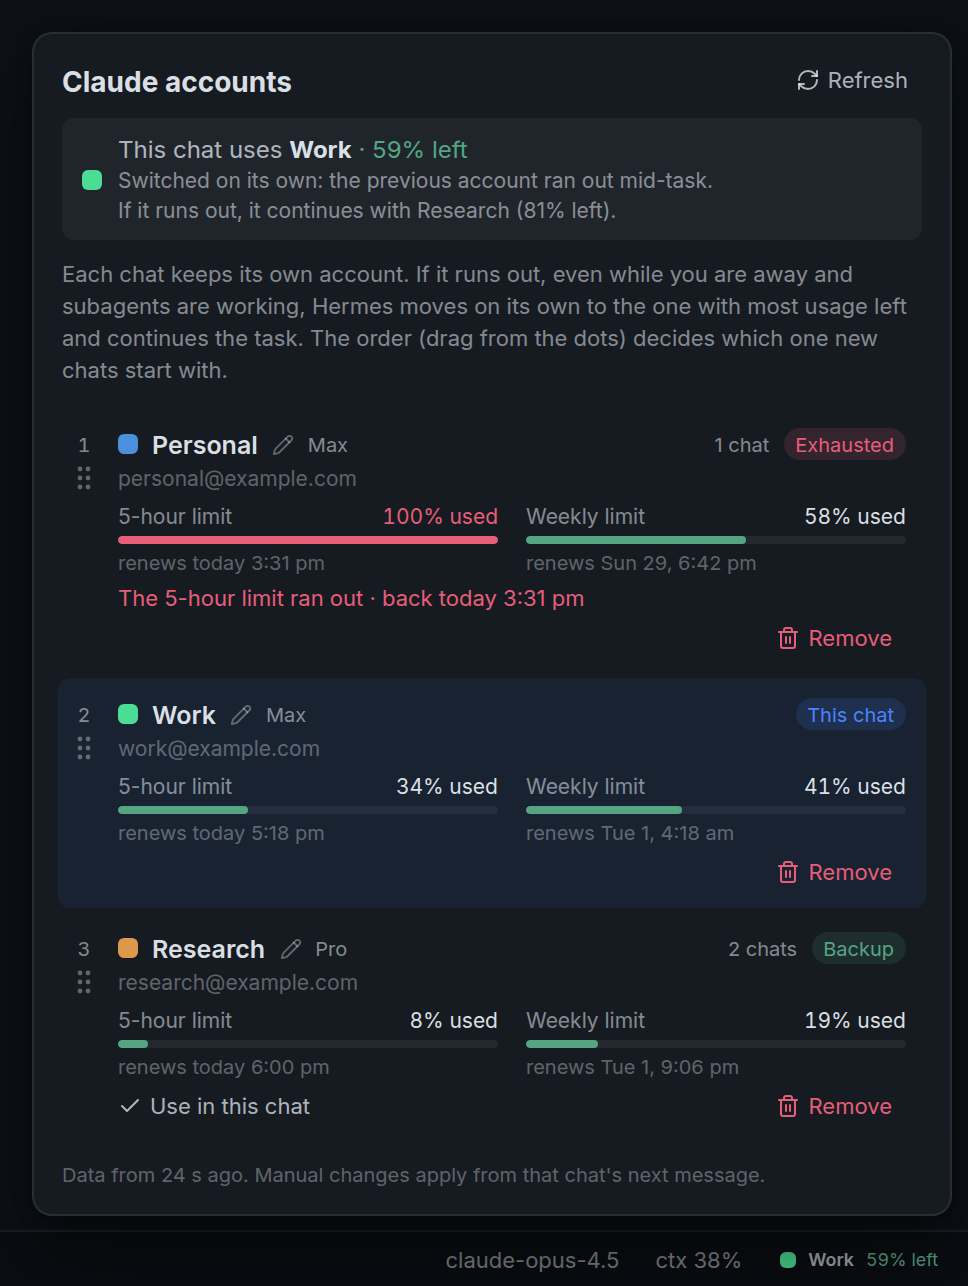 Claude accounts
Refresh
This chat uses Work · 59% left
Switched on its own: the previous account ran out mid-task.
If it runs out, it continues with Research (81% left).
Each chat keeps its own account. If it runs out, even while you are away and
subagents are working, Hermes moves on its own to the one with most usage left
and continues the task. The order (drag from the dots) decides which one new
chats start with.
1 Personal Max 1 chat Exhausted
personal@example.com
5-hour limit 100% used Weekly limit 58% used
renews today 3:31 pm renews Sun 29, 6:42 pm
The 5-hour limit ran out · back today 3:31 pm
Remove
2 Work Max This chat
work@example.com
5-hour limit 34% used Weekly limit 41% used
renews today 5:18 pm renews Tue 1, 4:18 am
Remove
3 Research Pro 2 chats Backup
research@example.com
5-hour limit 8% used Weekly limit 19% used
renews today 6:00 pm renews Tue 1, 9:06 pm
Use in this chat Remove
Data from 24 s ago. Manual changes apply from that chat's next message.
claude-opus-4.5 ctx 38% Work 59% left